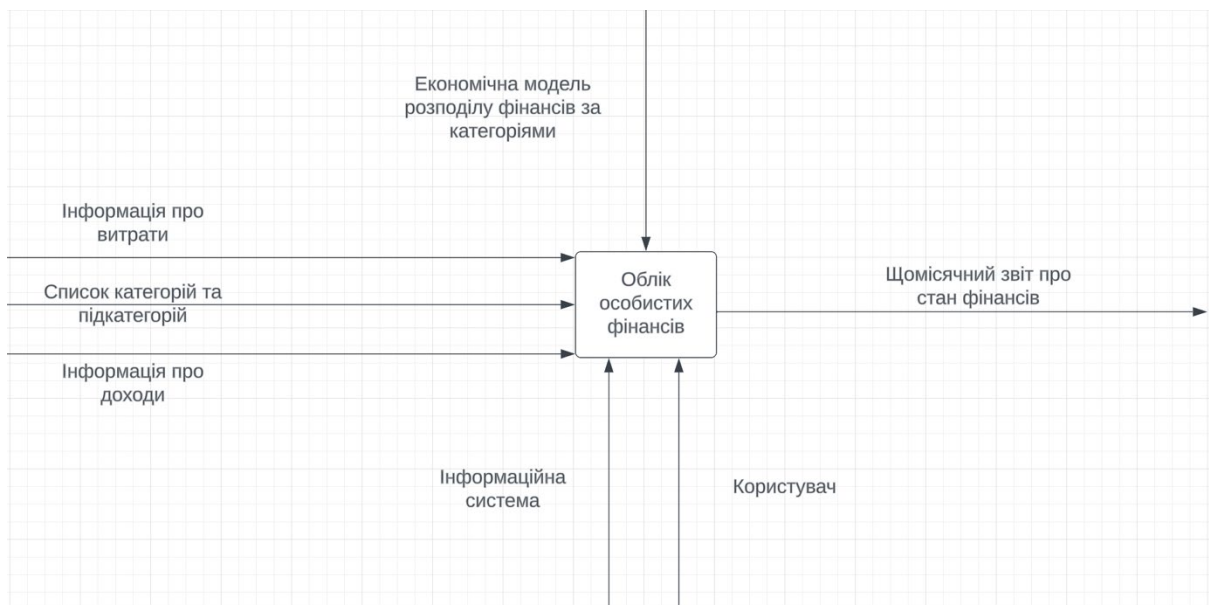 Економічна модель
розподілу фінансів за
категоріями
Інформація про
витрати
Список категорій та
підкатегорій
Інформація про
доходи
Облік
особистих
фінансів
Щомісячний звіт про
стан фінансів
Інформаційна
система
Користувач